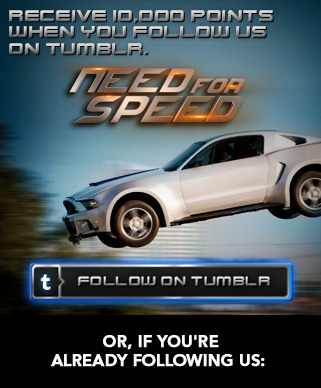 RECEIVE 10,000 POINTS
WHEN YOU FOLLOW US
ON TUMBLR.
NEED FOR
SPEED
t FOLLOW ON TUMBLR
OR, IF YOU'RE
ALREADY FOLLOWING US: